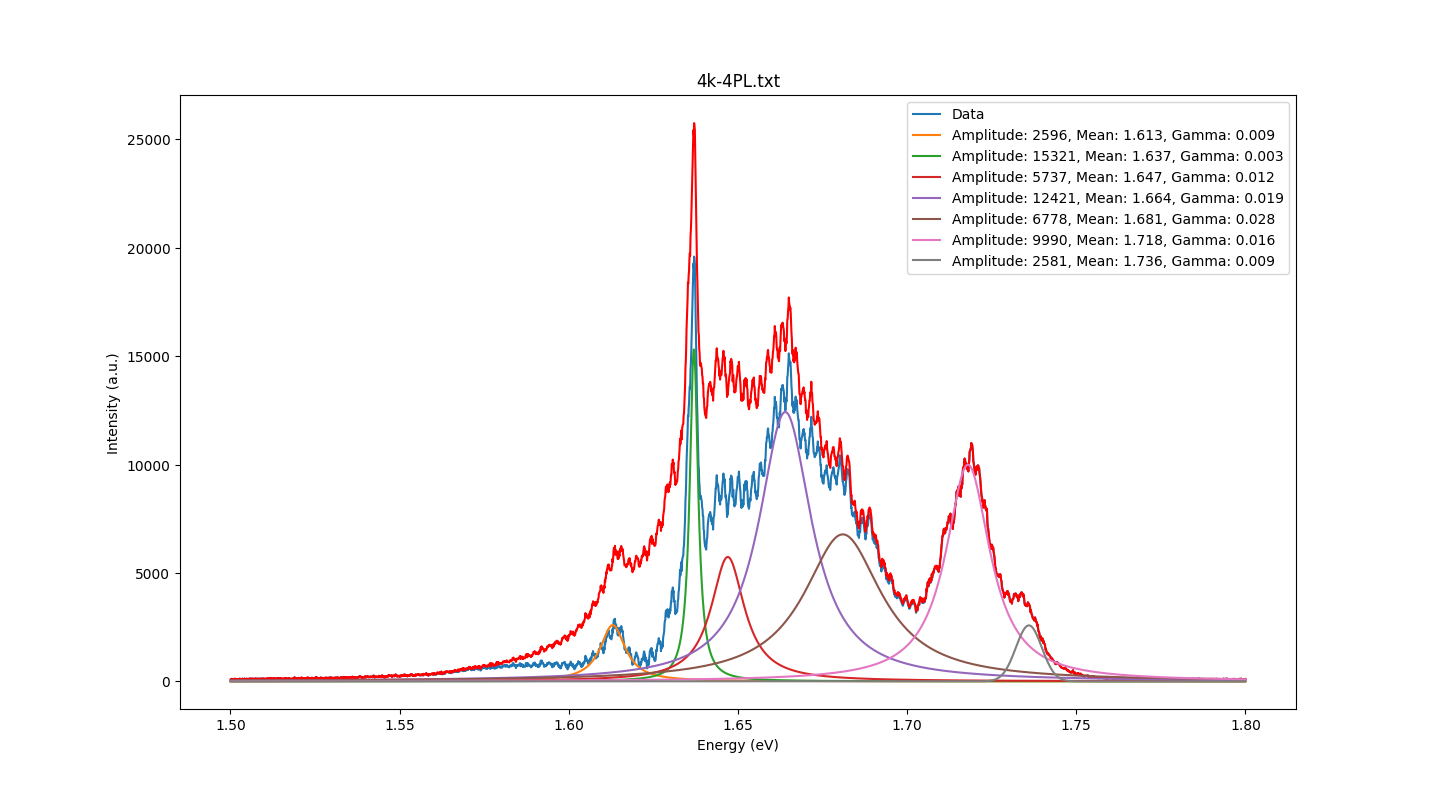 4k-4PL.txt
Data
Amplitude: 2596, Mean: 1.613, Gamma: 0.009
Amplitude: 15321, Mean: 1.637, Gamma: 0.003
Amplitude: 5737, Mean: 1.647, Gamma: 0.012
Amplitude: 12421, Mean: 1.664, Gamma: 0.019
Amplitude: 6778, Mean: 1.681, Gamma: 0.028
Amplitude: 9990, Mean: 1.718, Gamma: 0.016
Amplitude: 2581, Mean: 1.736, Gamma: 0.009
Intensity (a.u.)
25000
20000
15000
10000
5000
0
1.50 1.55 1.60 1.65 1.70 1.75 1.80
Energy (eV)